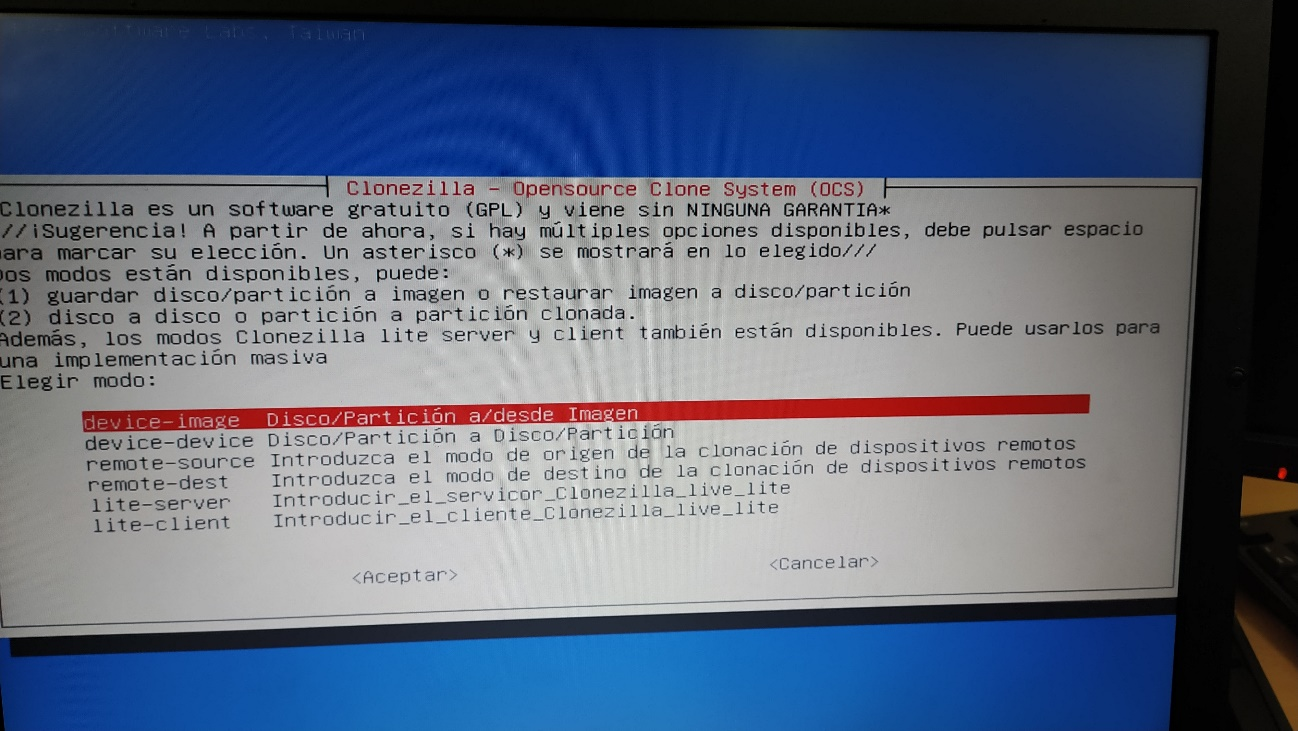 Software Labs, Taiwan
Clonezilla - Opensource Clone System (OCS)
Clonezilla es un software gratuito (GPL) y viene sin NINGUNA GARANTIA*
///¡Sugerencia! A partir de ahora, si hay múltiples opciones disponibles, debe pulsar espacio
para marcar su elección. Un asterisco (*) se mostrará en lo elegido///
Dos modos están disponibles, puede:
(1) guardar disco/partición a imagen o restaurar imagen a disco/partición
(2) disco a disco o partición a partición clonada.
Además, los modos Clonezilla lite server y client también están disponibles. Puede usarlos para
una implementación masiva
Elegir modo:
device-image Disco/Partición a/desde Imagen
device-device Disco/Partición a Disco/Partición
remote-source Introduzca el modo de origen de la clonación de dispositivos remotos
remote-dest Introduzca el modo de destino de la clonación de dispositivos remotos
lite-server Introducir_el_servicor_Clonezilla_live_lite
lite-client Introducir_el_cliente_Clonezilla_live_lite
<Aceptar> <Cancelar>